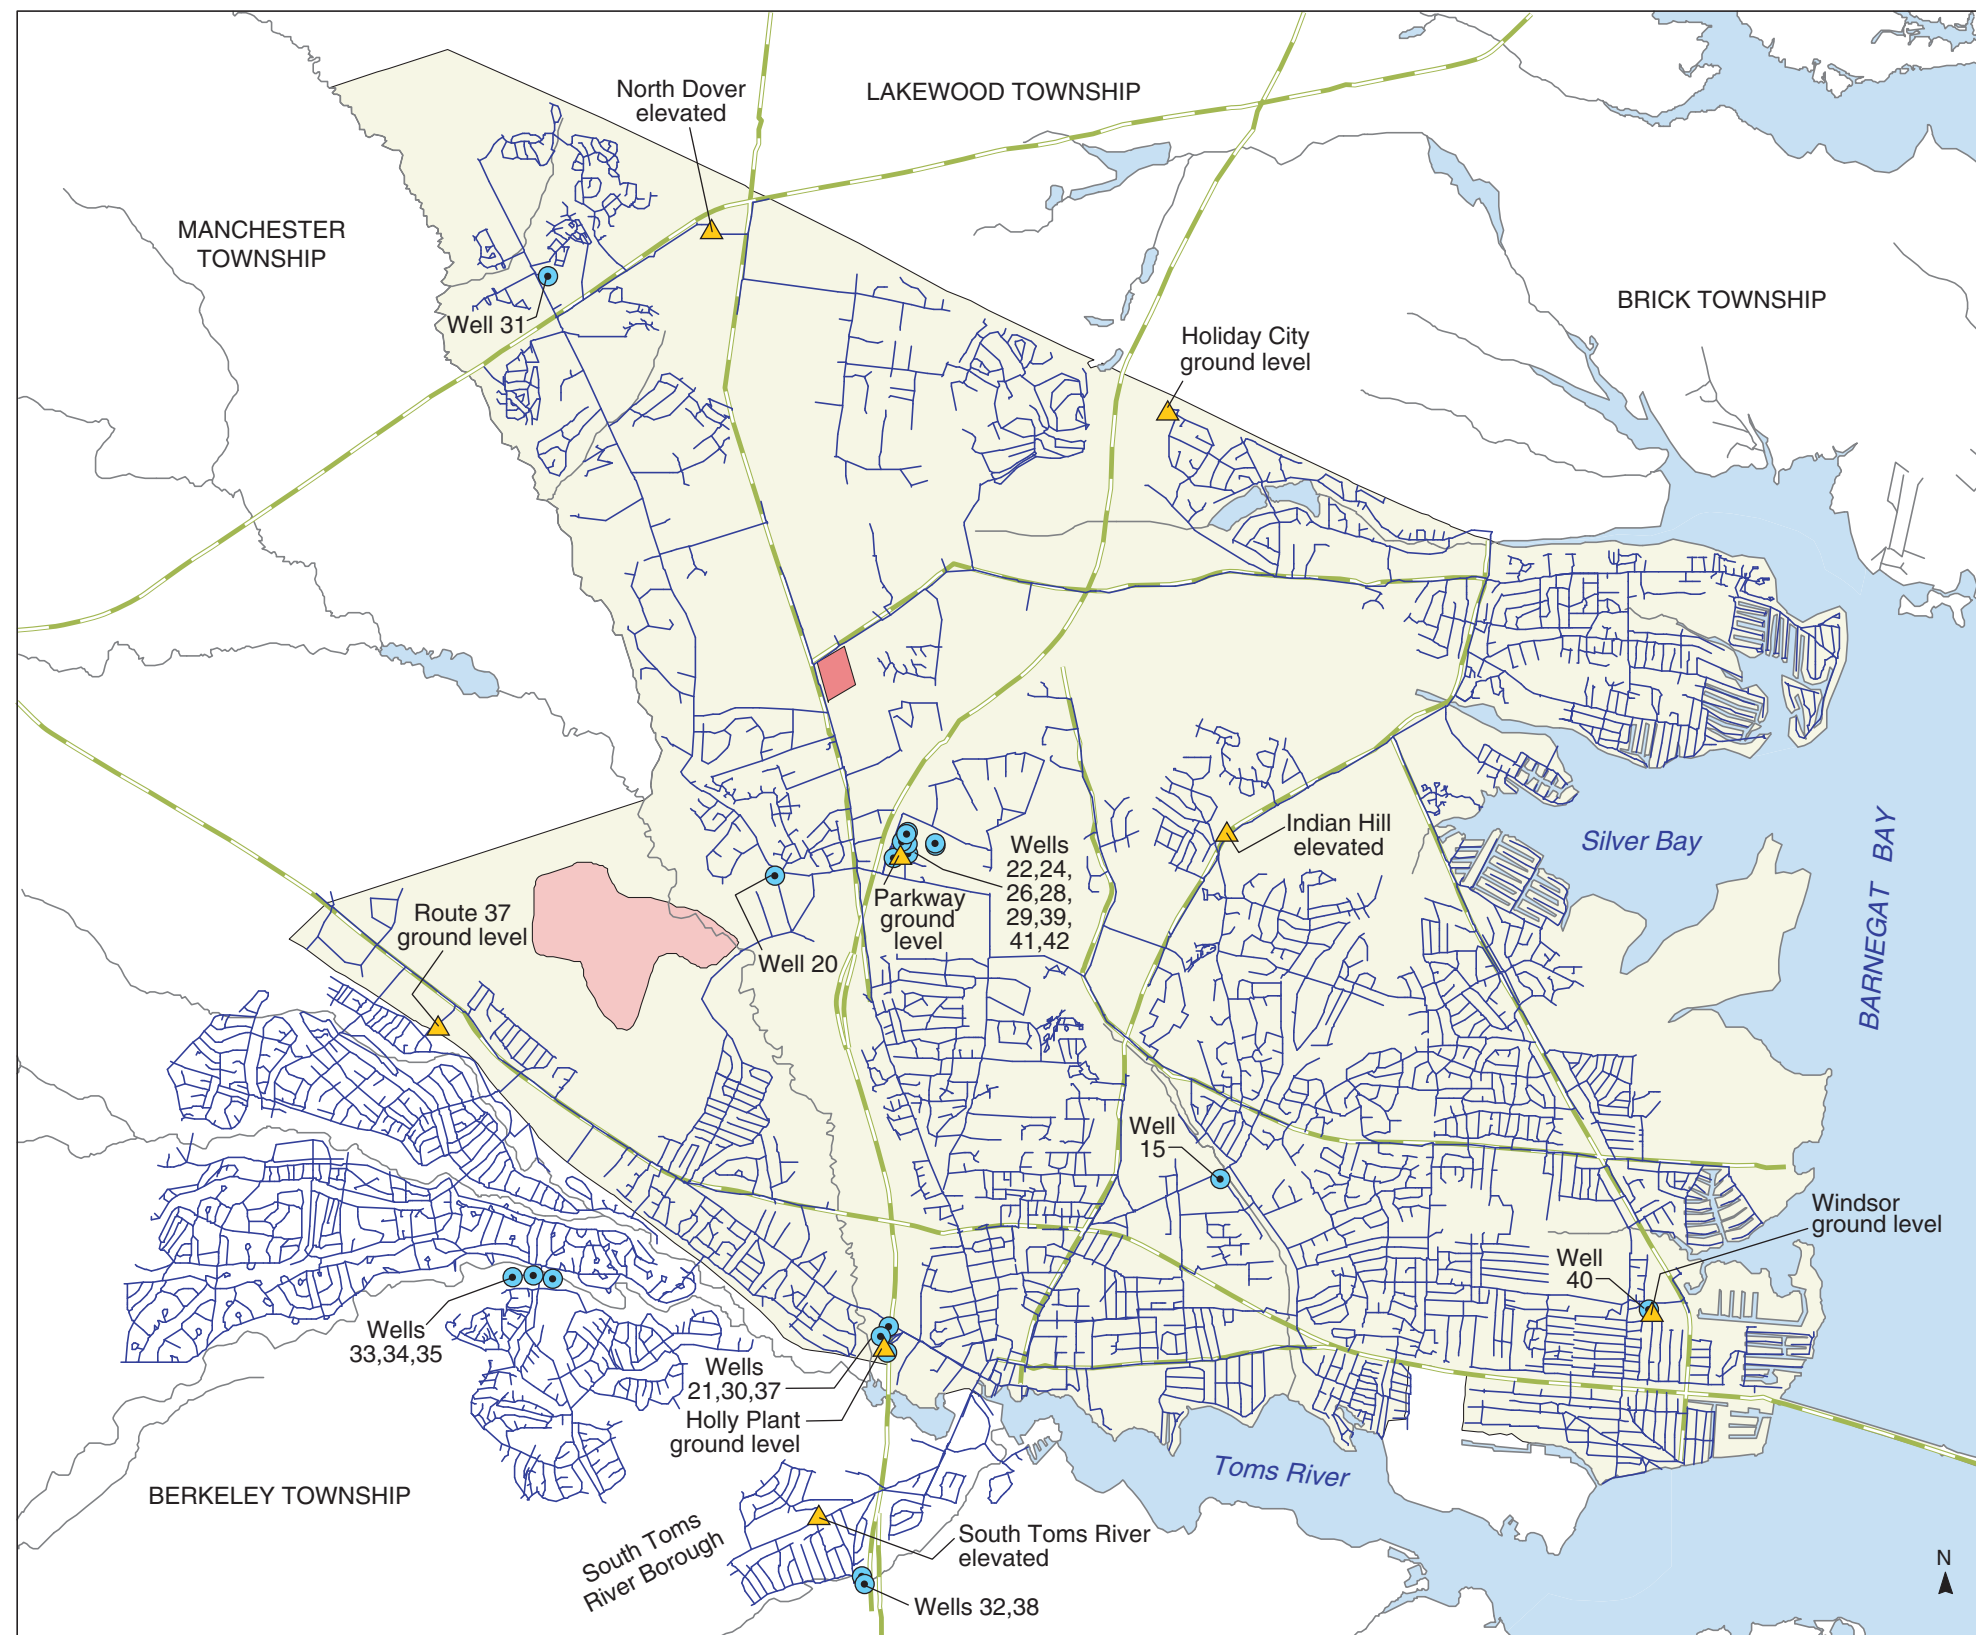 North Dover
elevated
LAKEWOOD TOWNSHIP
MANCHESTER
TOWNSHIP
BRICK TOWNSHIP
Well 31
Holiday City
ground level
Indian Hill
elevated
Silver Bay
BARNEGAT BAY
Wells
22,24,
26,28,
29,39,
41,42
Parkway
ground
level
Route 37
ground level
Well 20
Well
15
Windsor
ground level
Well
40
Wells
33,34,35
Wells
21,30,37
Holly Plant
ground level
Toms River
BERKELEY TOWNSHIP
South Toms
River Borough
South Toms River
elevated
Wells 32,38
N